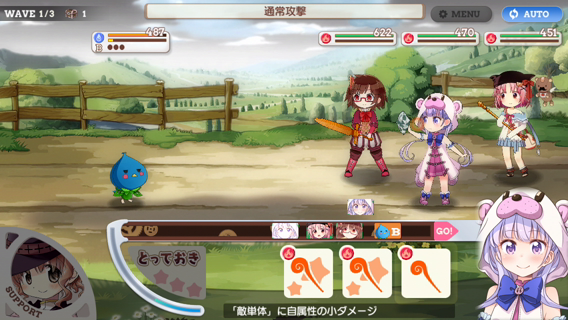 WAVE 1/3 1
通常攻撃
MENU
AUTO
487
B
622
470
451
B
GO!
とっておき
SUPPORT
「敵単体」に自属性の小ダメージ